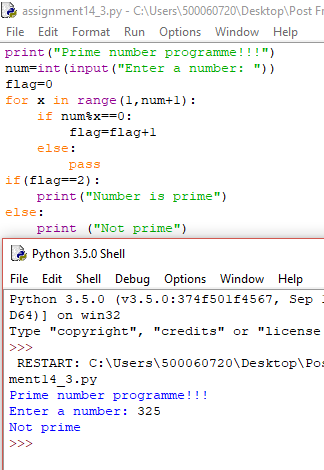 assignment14_3.py - C:\Users\500060720\Desktop\Post Fr
File Edit Format Run Options Window Help
print("Prime number programme!!!")
num=int(input("Enter a number: "))
flag=0
for x in range(1,num+1):
    if num%x==0:
        flag=flag+1
    else:
        pass
if(flag==2):
    print("Number is prime")
else:
    print ("Not prime")
Python 3.5.0 Shell
File Edit Shell Debug Options Window Help
Python 3.5.0 (v3.5.0:374f501f4567, Sep 1
D64)] on win32
Type "copyright", "credits" or "license
>>>
 RESTART: C:\Users\500060720\Desktop\Pos
ment14_3.py
Prime number programme!!!
Enter a number: 325
Not prime
>>>